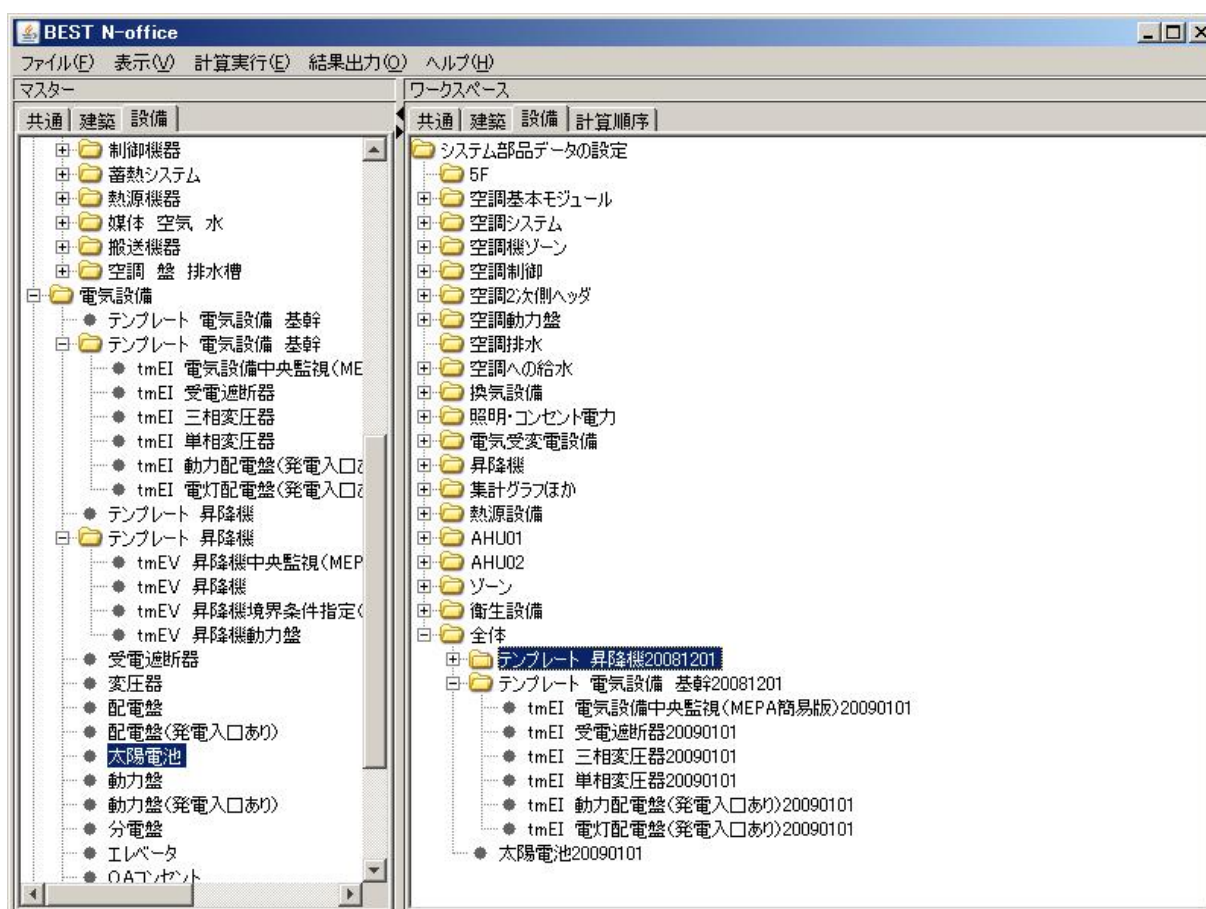 BEST N-office
ファイル(F) 表示(V) 計算実行(E) 結果出力(O) ヘルプ(H)
マスター
共通 建築 設備
制御機器
蓄熱システム
熱源機器
媒体 空気 水
搬送機器
空調 盤 排水槽
電気設備
テンプレート 電気設備 基幹
テンプレート 電気設備 基幹
tmEI 電気設備中央監視(ME
tmEI 受電遮断器
tmEI 三相変圧器
tmEI 単相変圧器
tmEI 動力配電盤(発電入口あ
tmEI 電灯配電盤(発電入口あ
テンプレート 昇降機
テンプレート 昇降機
tmEV 昇降機中央監視(MEP
tmEV 昇降機
tmEV 昇降機境界条件指定(
tmEV 昇降機動力盤
受電遮断器
変圧器
配電盤
配電盤(発電入口あり)
太陽電池
動力盤
動力盤(発電入口あり)
分電盤
エレベータ
OAコンセント
ワークスペース
共通 建築 設備 計算順序
システム部品データの設定
5F
空調基本モジュール
空調システム
空調機ゾーン
空調制御
空調2次側ヘッダ
空調動力盤
空調排水
空調への給水
換気設備
照明・コンセント電力
電気受変電設備
昇降機
集計グラフほか
熱源設備
AHU01
AHU02
ゾーン
衛生設備
全体
テンプレート 昇降機20081201
テンプレート 電気設備 基幹20081201
tmEI 電気設備中央監視(MEPA簡易版)20090101
tmEI 受電遮断器20090101
tmEI 三相変圧器20090101
tmEI 単相変圧器20090101
tmEI 動力配電盤(発電入口あり)20090101
tmEI 電灯配電盤(発電入口あり)20090101
太陽電池20090101